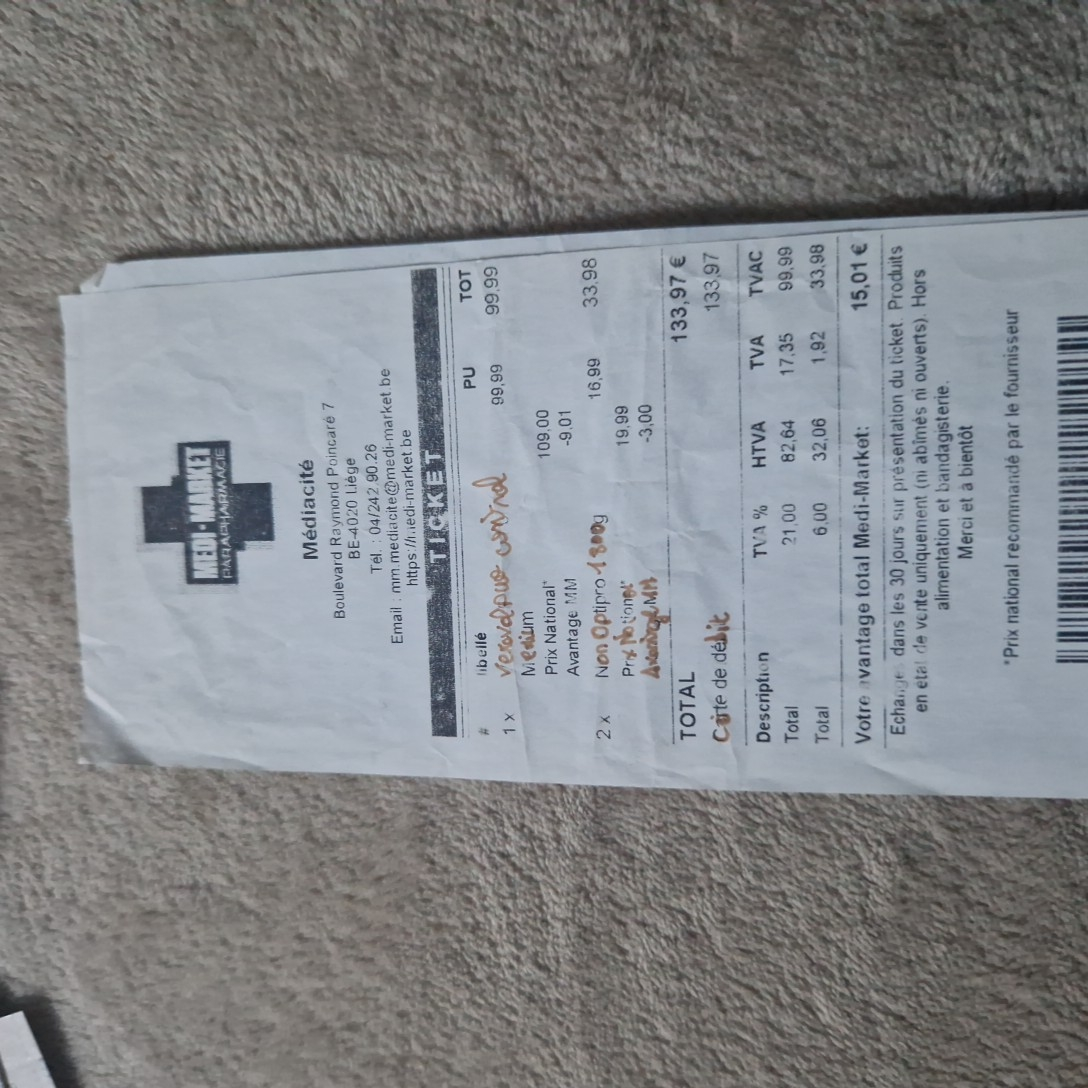 MEDI-MARKET
PARAPHARMACIE
Médiacité
Boulevard Raymond Poincaré 7
BE-4020 Liège
Tél. : 04/242.90.26
Email : mm.mediacite@medi-market be
https://medi-market.be
TICKET
# libellé PU TOT
1 x control 99,99 99,99
Medium
Prix National* 109,00
Avantage MM -9,01
2 x Nan Optipro 1 800g 16,99 33,98
Prix National* 19,99
Avantage MM -3,00
TOTAL 133,97 €
Carte de débit 133,97
Description TVA % HTVA TVA TVAC
Total 21,00 82,64 17,35 99,99
Total 6,00 32,06 1,92 33,98
Votre avantage total Medi-Market: 15,01 €
Echanges dans les 30 jours sur présentation du ticket. Produits
en état de vente uniquement (ni abîmés ni ouverts). Hors
alimentation et bandagisterie.
Merci et à bientôt
*Prix national recommandé par le fournisseur